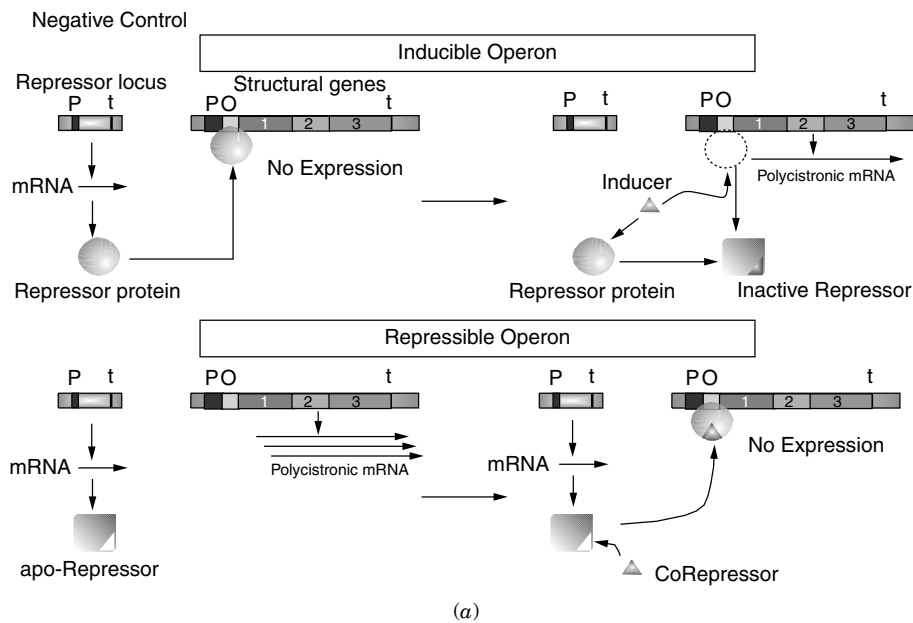 Negative Control
Inducible Operon
Repressor locus
Structural genes
P t
P O t
P t
P O t
1 2 3
1 2 3
No Expression
mRNA
Polycistronic mRNA
Inducer
Repressor protein
Repressor protein
Inactive Repressor
Repressible Operon
P t
P O t
P t
P O t
1 2 3
1 2 3
No Expression
mRNA
Polycistronic mRNA
mRNA
apo-Repressor
CoRepressor
(a)